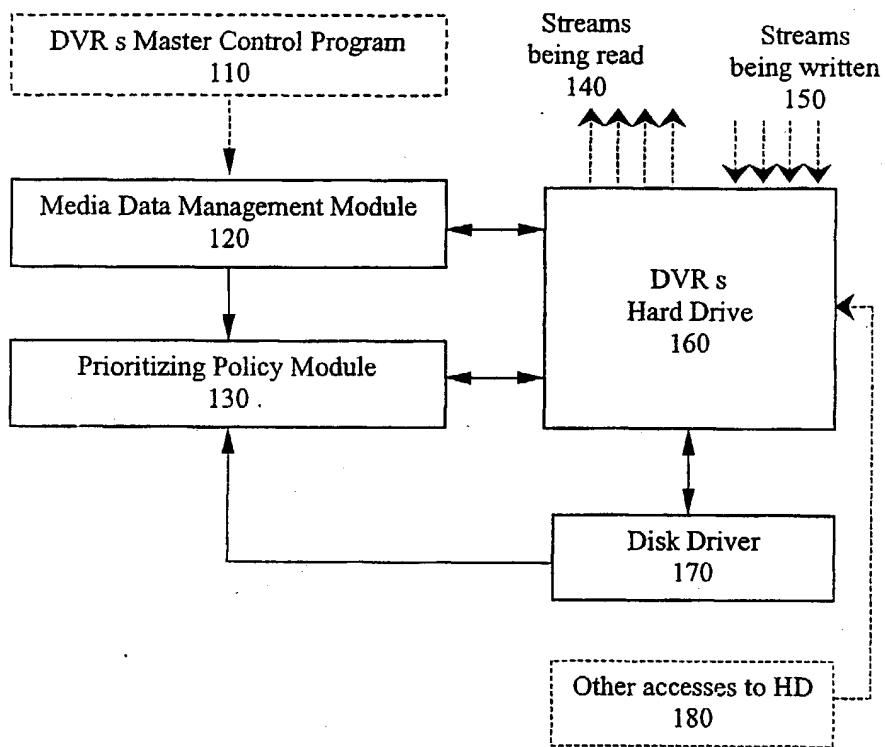 DVR s Master Control Program
110
Streams
being read
140
Streams
being written
150
Media Data Management Module
120
DVR s
Hard Drive
160
Prioritizing Policy Module
130
Disk Driver
170
Other accesses to HD
180